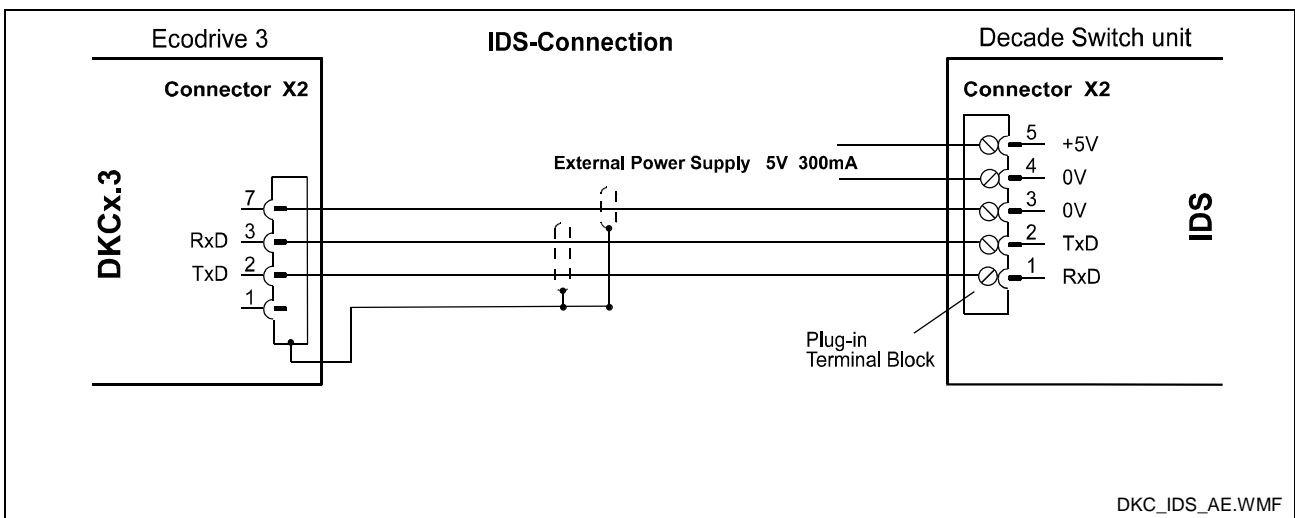 Ecodrive 3
IDS-Connection
Decade Switch unit
Connector X2
Connector X2
5 +5V
External Power Supply 5V 300mA
4 0V
7
3 0V
DKCx.3
IDS
RxD 3
2 TxD
TxD 2
1 RxD
1
Plug-in
Terminal Block
DKC_IDS_AE.WMF